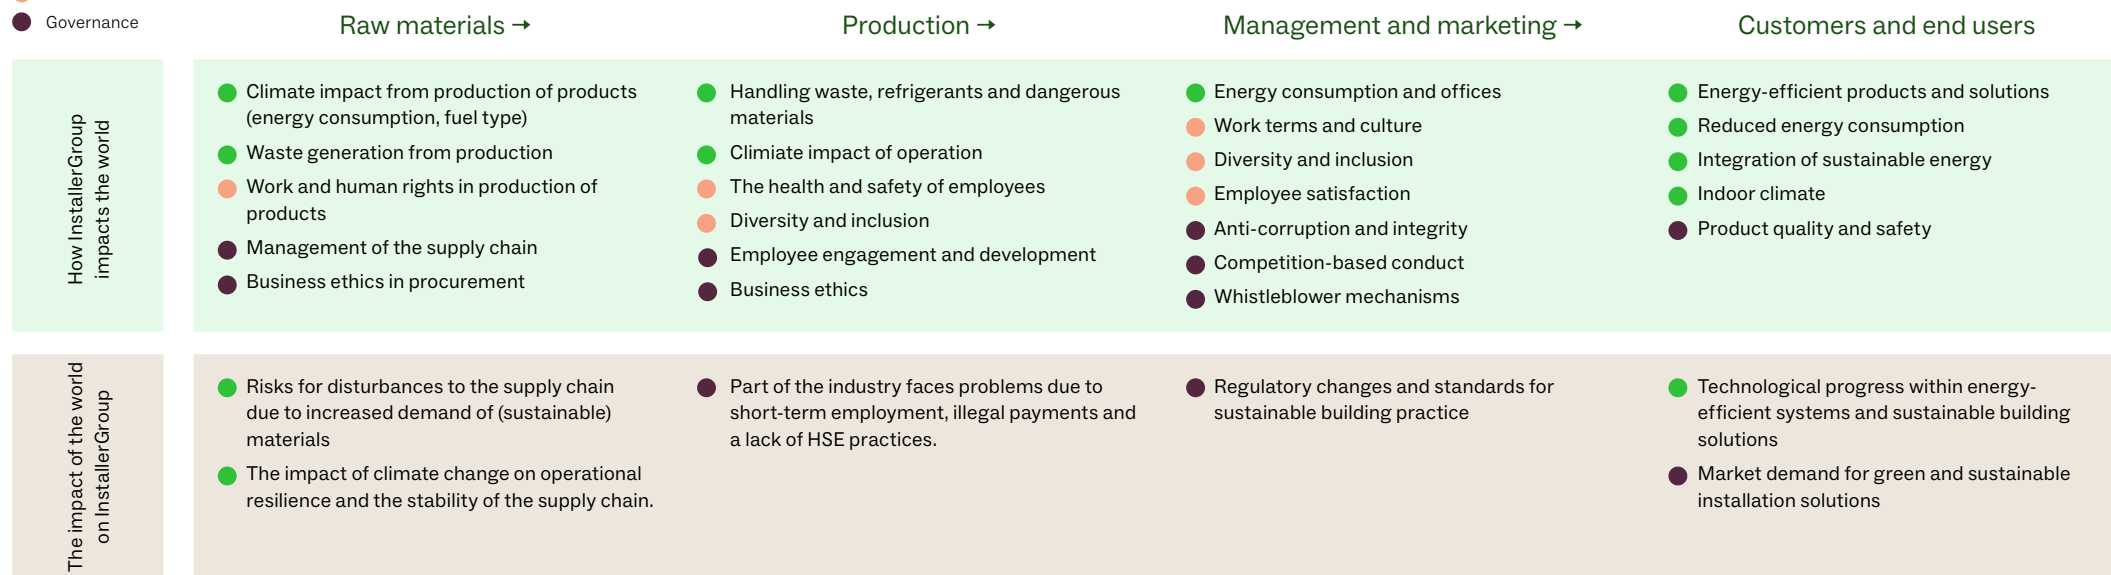 Governance
Raw materials →
Production →
Management and marketing →
Customers and end users
How InstallerGroup
impacts the world
Climate impact from production of products
(energy consumption, fuel type)
Waste generation from production
Work and human rights in production of
products
Management of the supply chain
Business ethics in procurement
Handling waste, refrigerants and dangerous
materials
Climiate impact of operation
The health and safety of employees
Diversity and inclusion
Employee engagement and development
Business ethics
Energy consumption and offices
Work terms and culture
Diversity and inclusion
Employee satisfaction
Anti-corruption and integrity
Competition-based conduct
Whistleblower mechanisms
Energy-efficient products and solutions
Reduced energy consumption
Integration of sustainable energy
Indoor climate
Product quality and safety
The impact of the world
on InstallerGroup
Risks for disturbances to the supply chain
due to increased demand of (sustainable)
materials
The impact of climate change on operational
resilience and the stability of the supply chain.
Part of the industry faces problems due to
short-term employment, illegal payments and
a lack of HSE practices.
Regulatory changes and standards for
sustainable building practice
Technological progress within energy-
efficient systems and sustainable building
solutions
Market demand for green and sustainable
installation solutions